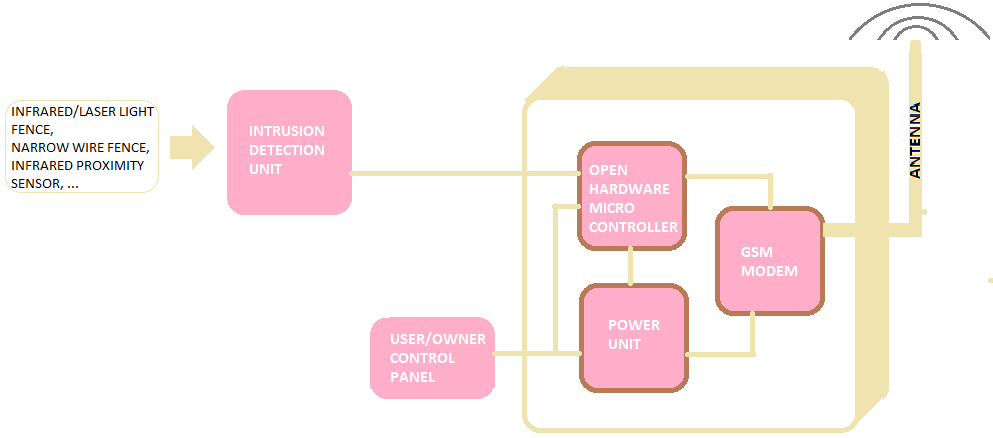 INFRARED/LASER LIGHT
FENCE,
NARROW WIRE FENCE,
INFRARED PROXIMITY
SENSOR, ...
INTRUSION
DETECTION
UNIT
OPEN
HARDWARE
MICRO
CONTROLLER
GSM
MODEM
ANTENNA
USER/OWNER
CONTROL
PANEL
POWER
UNIT